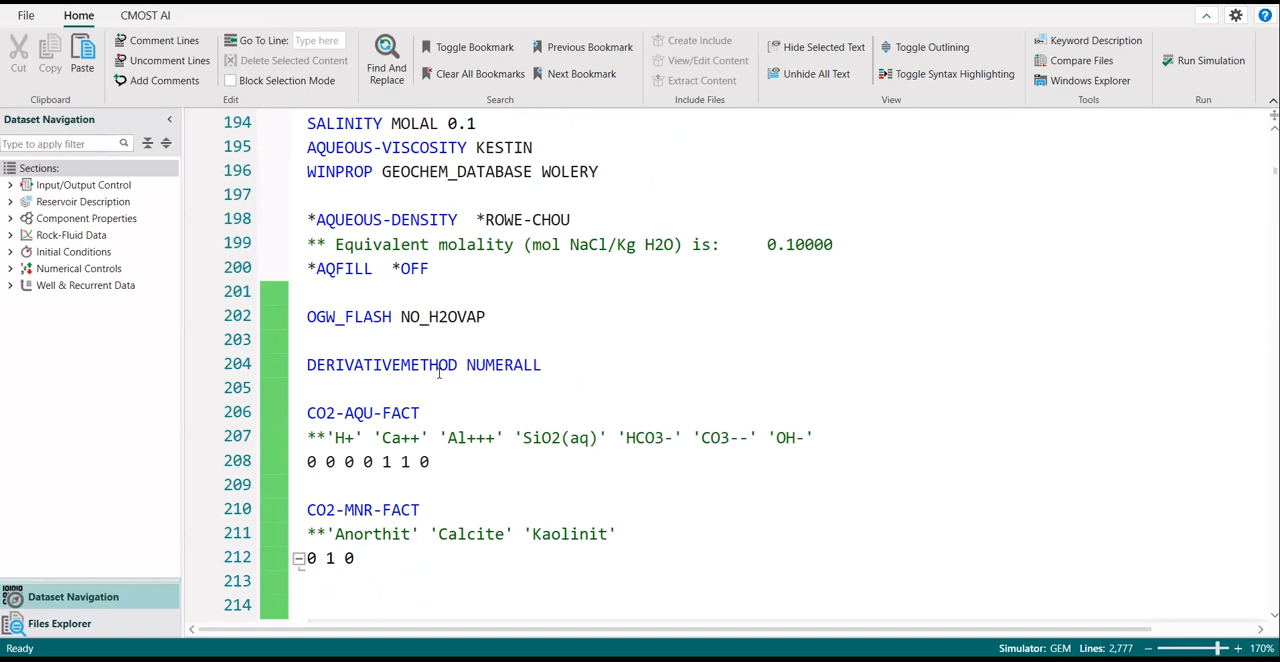 File Home CMOST AI
Cut Copy Paste Clipboard
Comment Lines
Uncomment Lines
Add Comments
Go To Line: Type here
Delete Selected Content
Block Selection Mode
Edit
Find And Replace
Toggle Bookmark
Clear All Bookmarks
Previous Bookmark
Next Bookmark
Search
Create Include
View/Edit Content
Extract Content
Include Files
Hide Selected Text
Unhide All Text
Toggle Outlining
Toggle Syntax Highlighting
View
Keyword Description
Compare Files
Windows Explorer
Tools
Run Simulation
Run
Dataset Navigation
Type to apply filter
Sections:
Input/Output Control
Reservoir Description
Component Properties
Rock-Fluid Data
Initial Conditions
Numerical Controls
Well & Recurrent Data
Dataset Navigation
Files Explorer
194 SALINITY MOLAL 0.1
195 AQUEOUS-VISCOSITY KESTIN
196 WINPROP GEOCHEM_DATABASE WOLERY
197
198 *AQUEOUS-DENSITY *ROWE-CHOU
199 ** Equivalent molality (mol NaCl/Kg H2O) is: 0.10000
200 *AQFILL *OFF
201
202 OGW_FLASH NO_H2OVAP
203
204 DERIVATIVEMETHOD NUMERALL
205
206 CO2-AQU-FACT
207 **'H+' 'Ca++' 'Al+++' 'SiO2(aq)' 'HCO3-' 'CO3--' 'OH-'
208 0 0 0 0 1 1 0
209
210 CO2-MNR-FACT
211 **'Anorthit' 'Calcite' 'Kaolinit'
212 0 1 0
213
214
Ready
Simulator: GEM Lines: 2,777 − + 170%